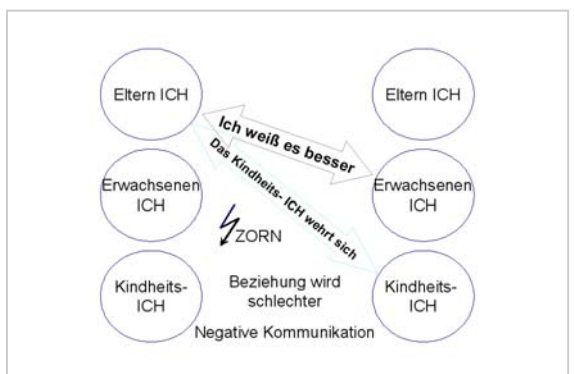 Eltern ICH
Eltern ICH
Ich weiß es besser
Das Kindheits- ICH wehrt sich
Erwachsenen
ICH
Erwachsenen
ICH
ZORN
Kindheits-
ICH
Beziehung wird
schlechter
Kindheits-
ICH
Negative Kommunikation